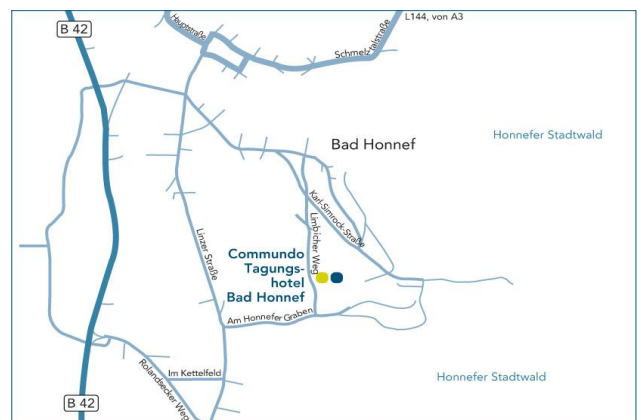 Hauptstraße
L144, von A3
B 42
Schmelztalstraße
Bad Honnef
Honnefer Stadtwald
Karl-Simrock-Straße
Limbicher Weg
Linzer Straße
Commundo
Tagungs-
hotel
Bad Honnef
Am Honnefer Graben
Im Kettelfeld
Rolandsecker Weg
Honnefer Stadtwald
B 42